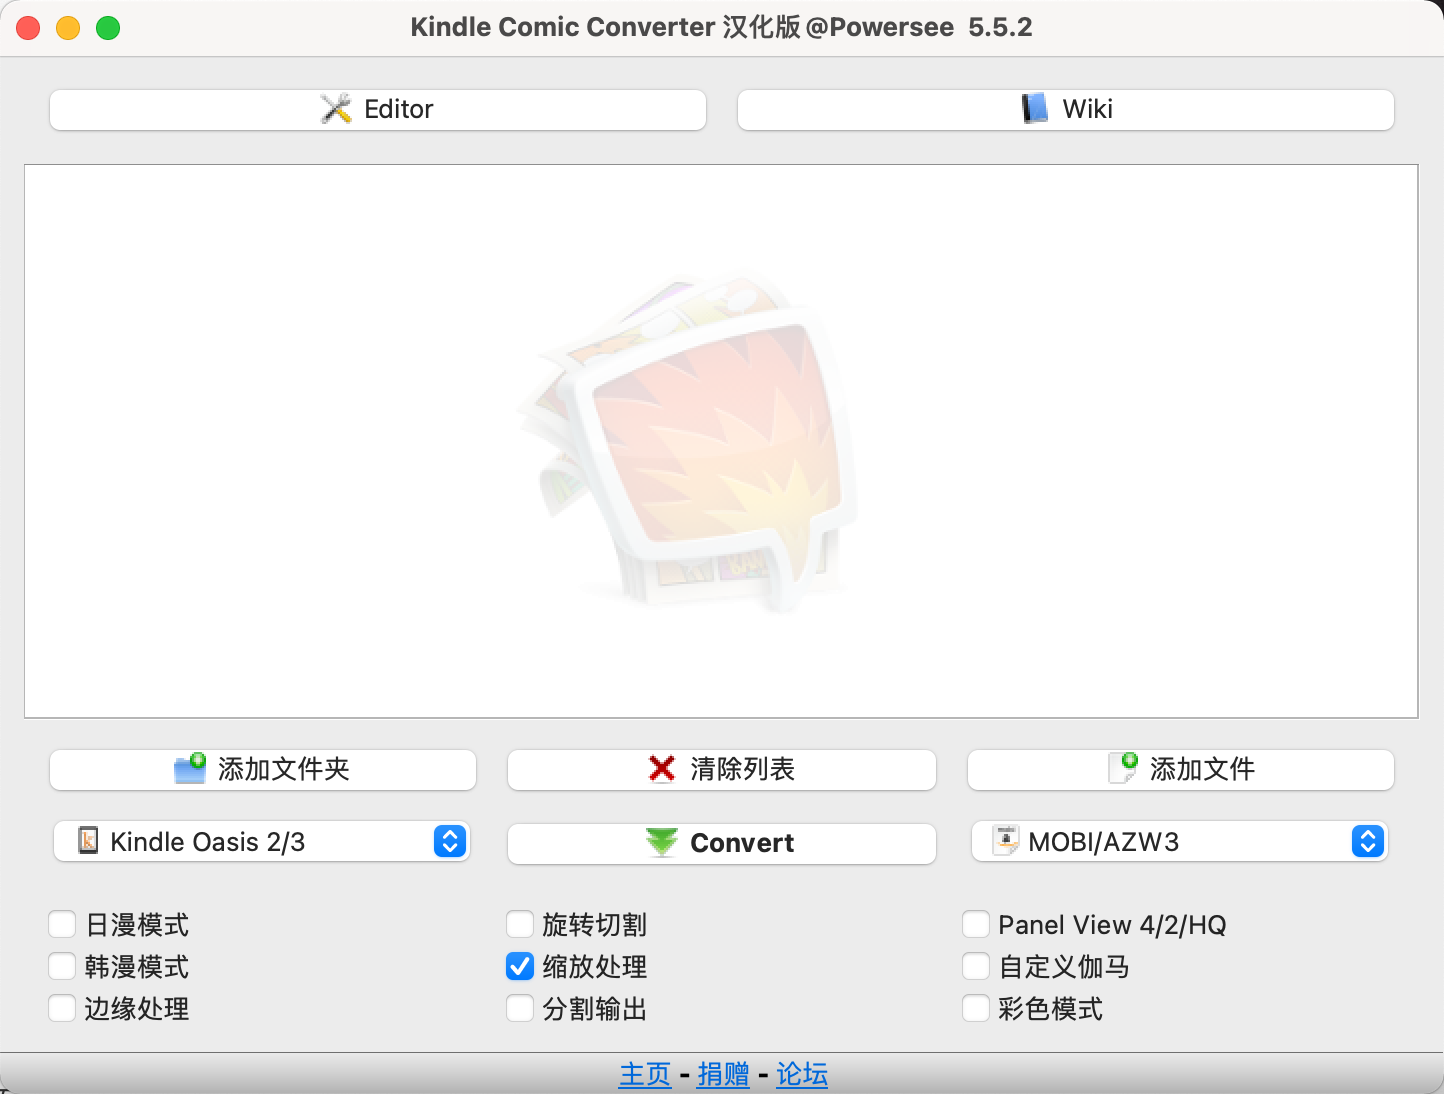 Kindle Comic Converter 汉化版@Powersee 5.5.2
Editor
Wiki
添加文件夹
清除列表
添加文件
Kindle Oasis 2/3
Convert
MOBI/AZW3
日漫模式
旋转切割
Panel View 4/2/HQ
韩漫模式
缩放处理
自定义伽马
边缘处理
分割输出
彩色模式
主页 - 捐赠 - 论坛